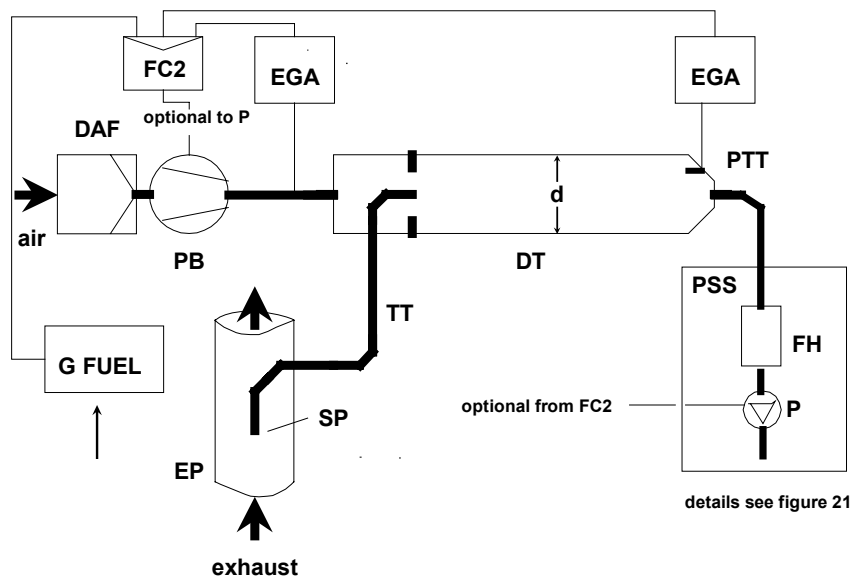 FC2
EGA
EGA
optional to P
DAF
PTT
air
PB
d
DT
PSS
TT
G FUEL
FH
SP
optional from FC2
P
EP
details see figure 21
exhaust